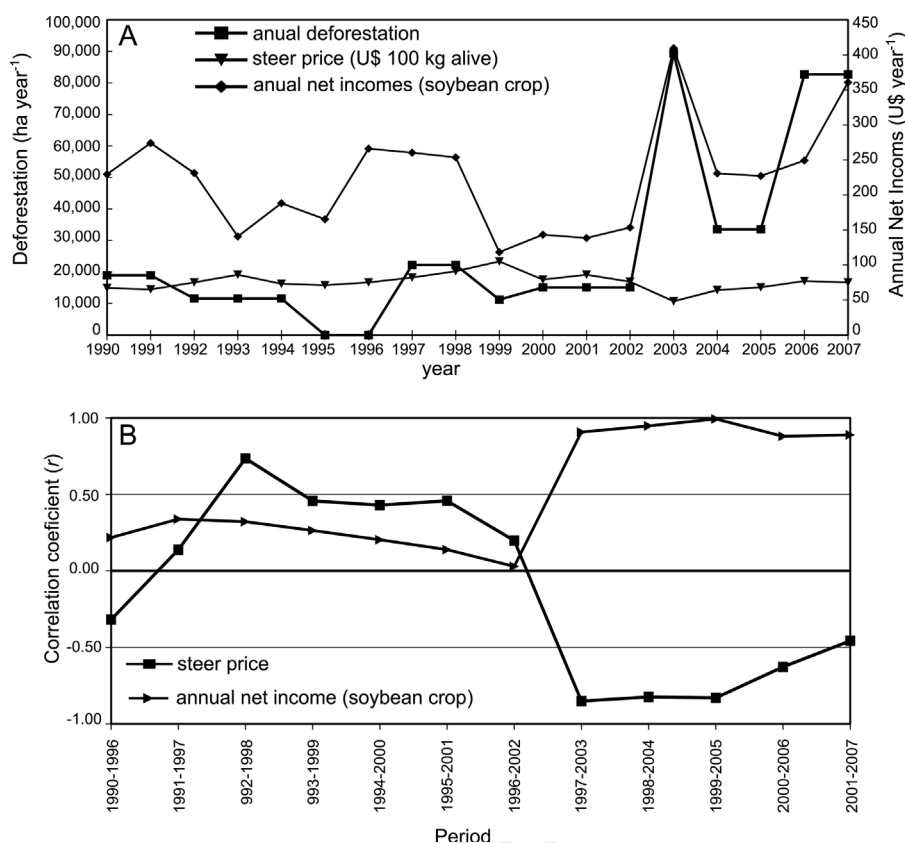 A
anual deforestation
steer price (U$ 100 kg alive)
anual net incomes (soybean crop)
Deforestation (ha year-1)
100,000
90,000
80,000
70,000
60,000
50,000
40,000
30,000
20,000
10,000
0
Annual Net Incoms (U$ year-1)
450
400
350
300
250
200
150
100
50
0
1990 1991 1992 1993 1994 1995 1996 1997 1998 1999 2000 2001 2002 2003 2004 2005 2006 2007
year
B
Correlation coeficient (r)
1.00
0.50
0.00
-0.50
-1.00
steer price
annual net income (soybean crop)
1990-1996
1991-1997
992-1998
993-1999
1994-2000
1995-2001
1996-2002
1997-2003
1998-2004
1999-2005
2000-2006
2001-2007
Period